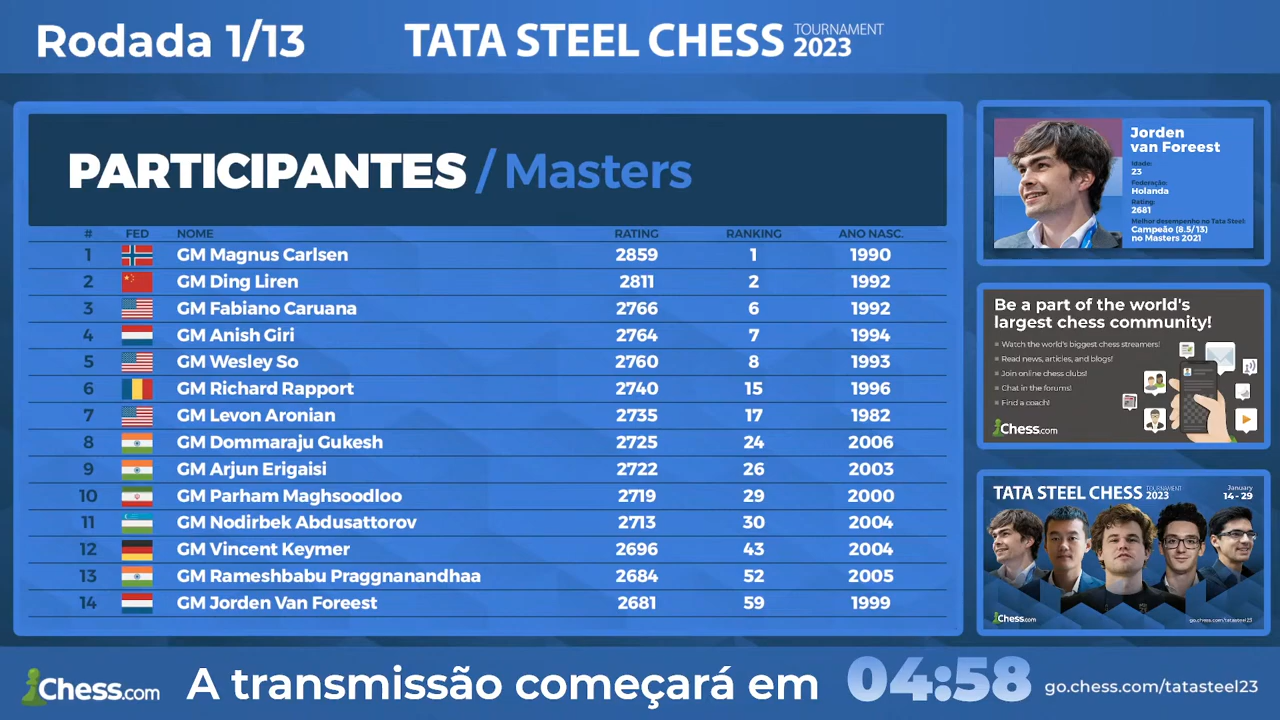 Rodada 1/13
TATA STEEL CHESS TOURNAMENT 2023
PARTICIPANTES / Masters
# FED NOME RATING RANKING ANO NASC.
1 GM Magnus Carlsen 2859 1 1990
2 GM Ding Liren 2811 2 1992
3 GM Fabiano Caruana 2766 6 1992
4 GM Anish Giri 2764 7 1994
5 GM Wesley So 2760 8 1993
6 GM Richard Rapport 2740 15 1996
7 GM Levon Aronian 2735 17 1982
8 GM Dommaraju Gukesh 2725 24 2006
9 GM Arjun Erigaisi 2722 26 2003
10 GM Parham Maghsoodloo 2719 29 2000
11 GM Nodirbek Abdusattorov 2713 30 2004
12 GM Vincent Keymer 2696 43 2004
13 GM Rameshbabu Praggnanandhaa 2684 52 2005
14 GM Jorden Van Foreest 2681 59 1999
Jorden
van Foreest
Idade:
23
Federação:
Holanda
Rating:
2681
Melhor desempenho no Tata Steel:
Campeão (8.5/13)
no Masters 2021
Be a part of the world's
largest chess community!
Watch the world's biggest chess streamers!
Read news, articles, and blogs!
Join online chess clubs!
Chat in the forums!
Find a coach!
Chess.com
TATA STEEL CHESS TOURNAMENT 2023
January
14 - 29
Chess.com
go.chess.com/tatasteel23
Chess.com
A transmissão começará em 04:58
go.chess.com/tatasteel23